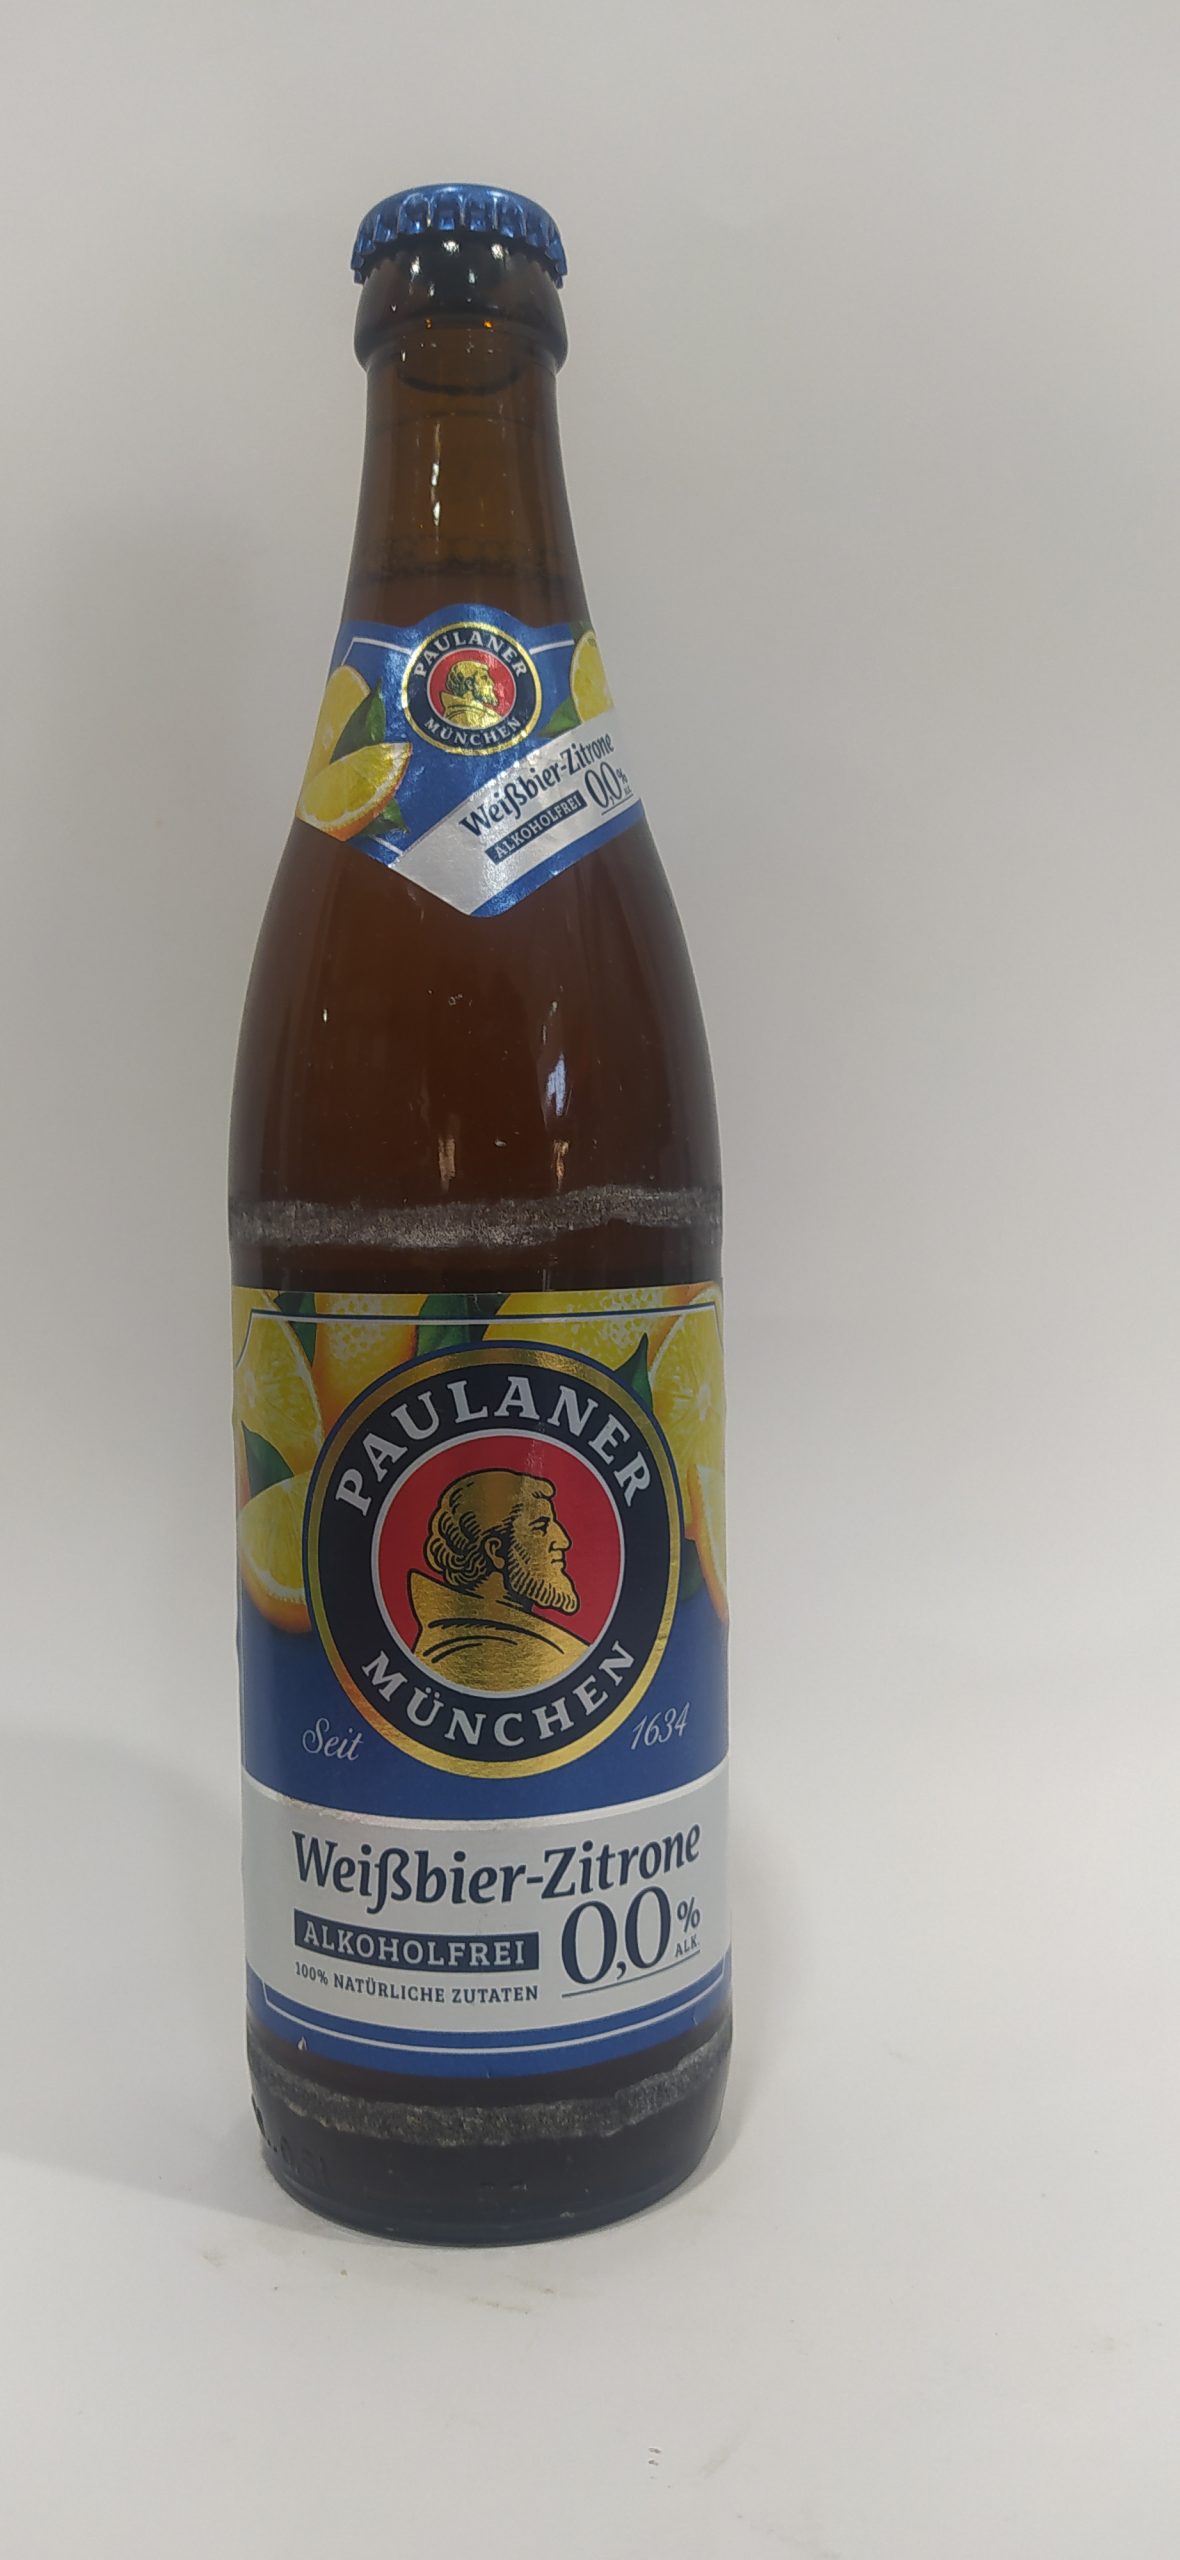 PAULANER
MÜNCHEN
Weißbier-Zitrone
ALKOHOLFREI 0,0% ALK.
PAULANER
MÜNCHEN
Seit 1634
Weißbier-Zitrone
ALKOHOLFREI
100% NATÜRLICHE ZUTATEN
0,0% ALK.